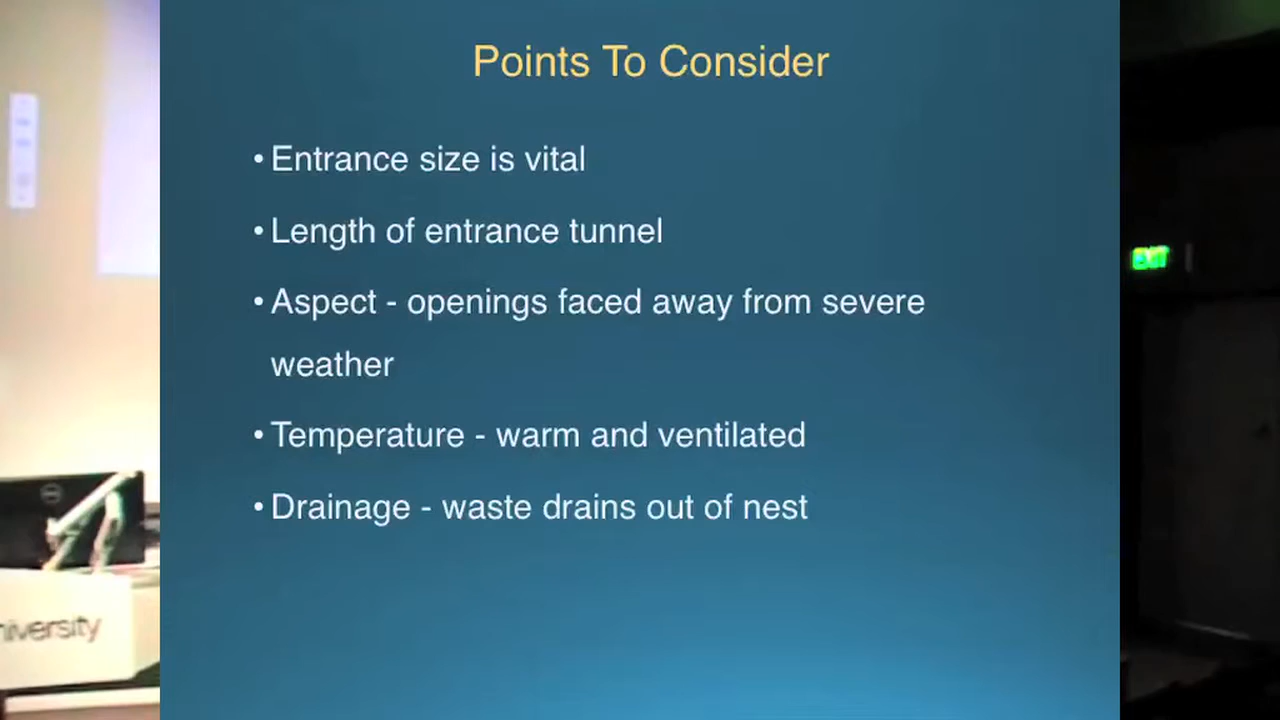 Points To Consider
• Entrance size is vital
• Length of entrance tunnel
• Aspect - openings faced away from severe
weather
• Temperature - warm and ventilated
• Drainage - waste drains out of nest
EXIT
niversity